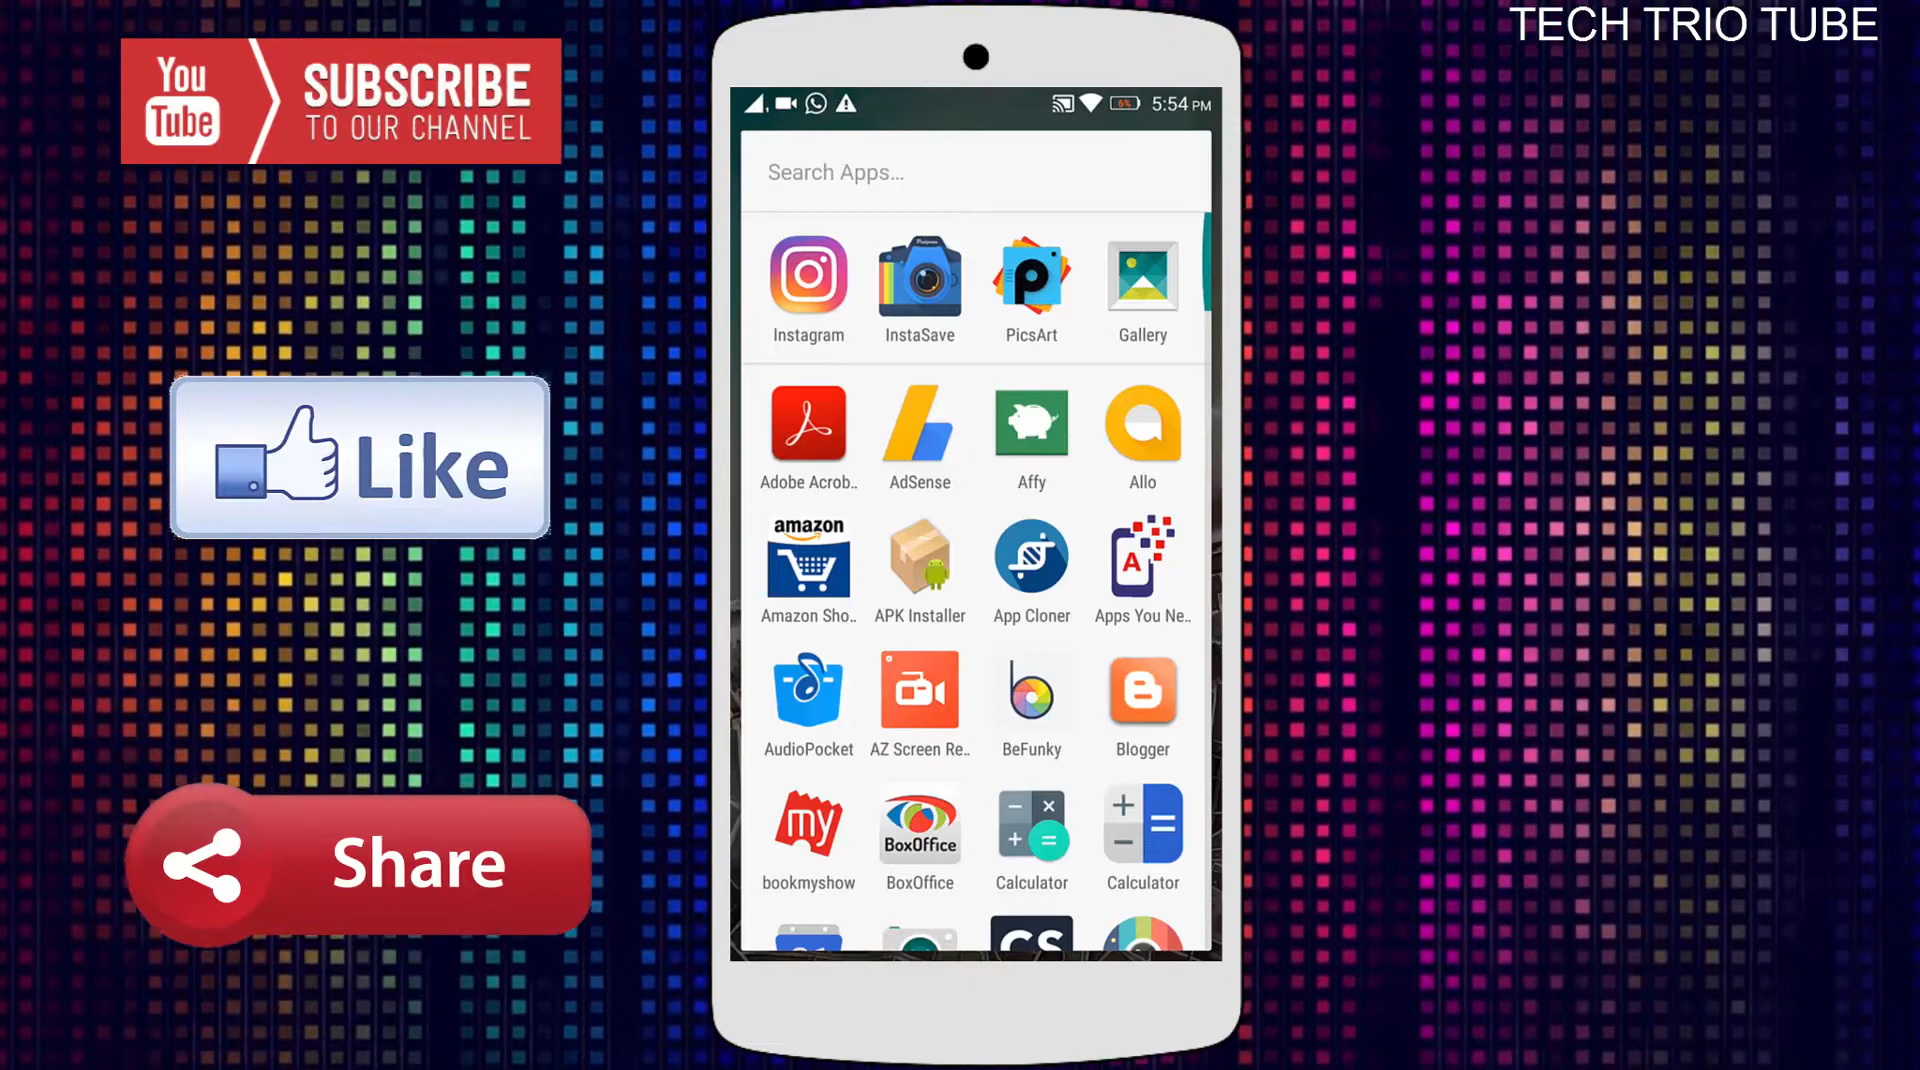 TECH TRIO TUBE
You
Tube
SUBSCRIBE
TO OUR CHANNEL
Like
Share
6%
5:54 PM
Search Apps...
Instagram
InstaSave
PicsArt
Gallery
Adobe Acrob..
AdSense
Affy
Allo
amazon
A
Amazon Sho..
APK Installer
App Cloner
Apps You Ne..
AudioPocket
AZ Screen Re..
BeFunky
Blogger
my
BoxOffice
bookmyshow
BoxOffice
Calculator
Calculator